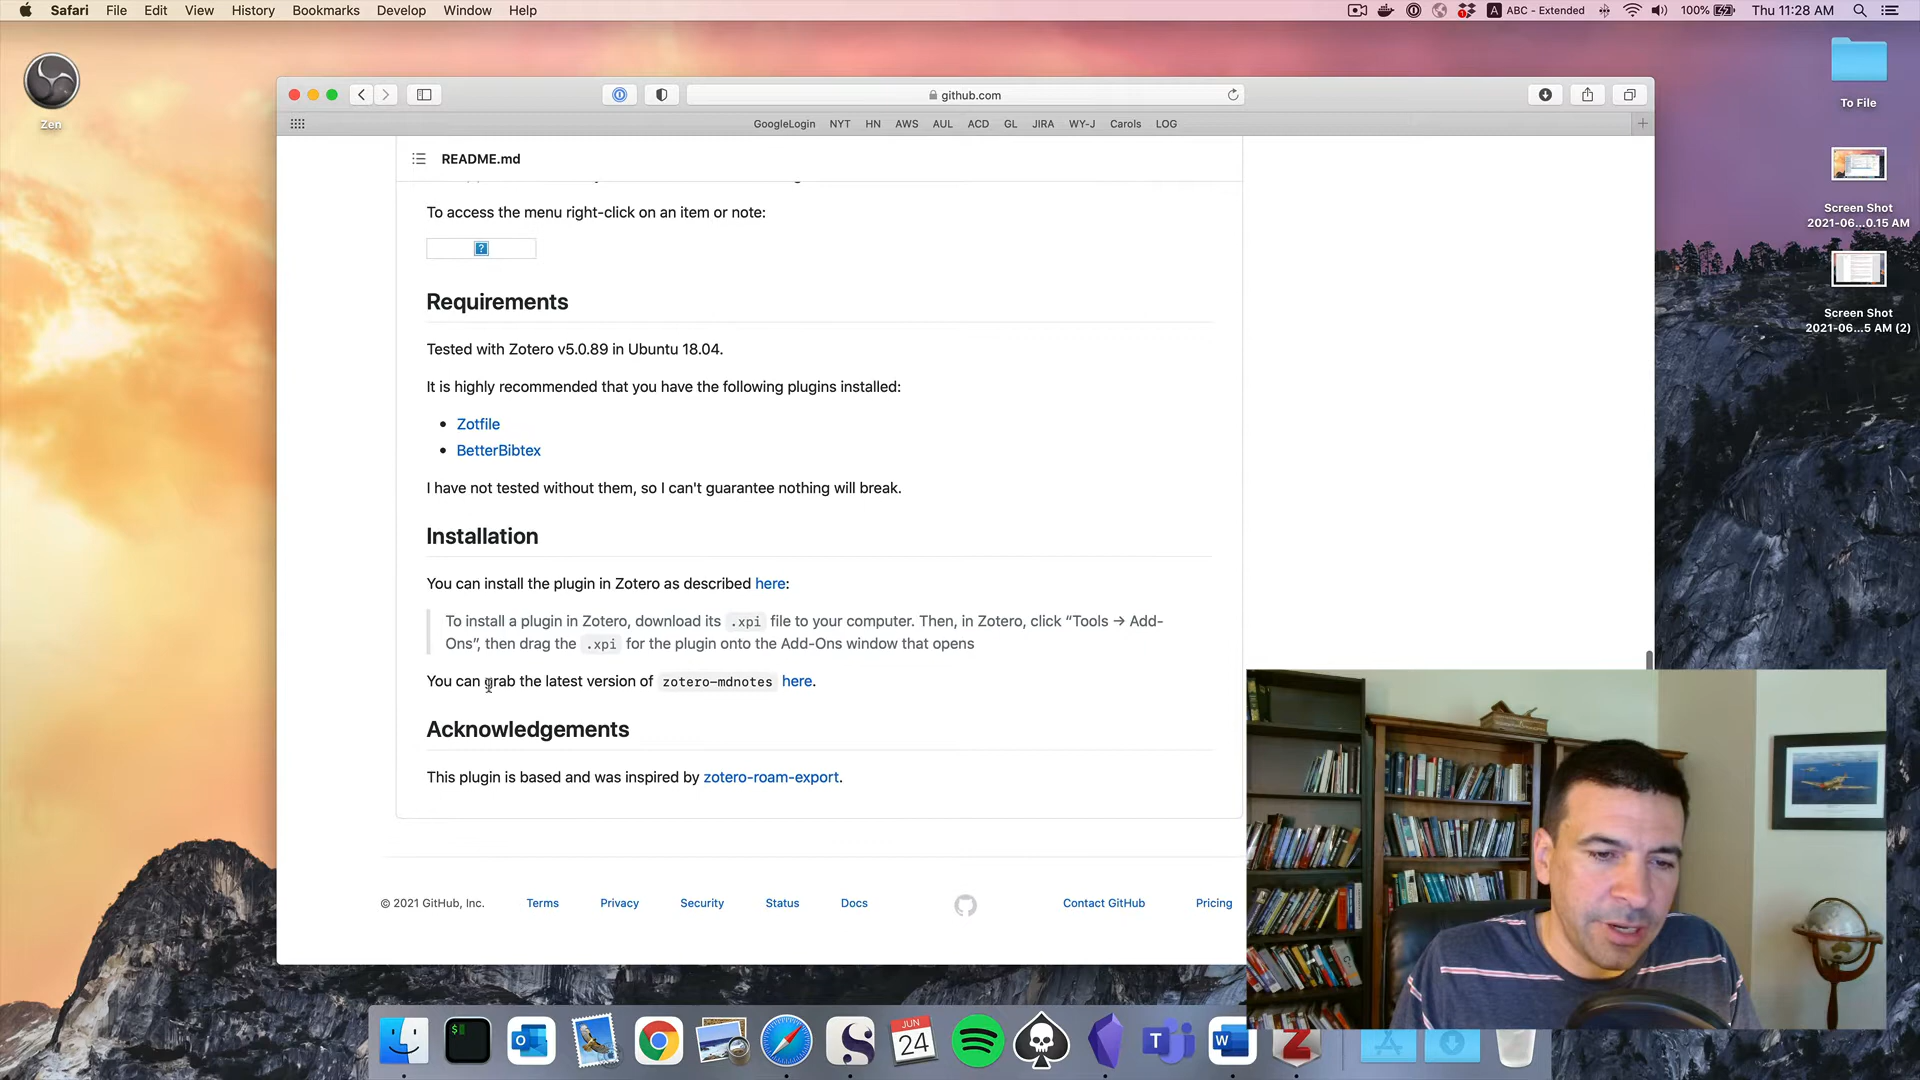 Safari File Edit View History Bookmarks Develop Window Help
A ABC - Extended 100% Thu 11:28 AM
Zen
To File
Screen Shot
2021-06...0.15 AM
Screen Shot
2021-06...5 AM (2)
github.com
GoogleLogin NYT HN AWS AUL ACD GL JIRA WY-J Carols LOG
README.md
To access the menu right-click on an item or note:
Requirements
Tested with Zotero v5.0.89 in Ubuntu 18.04.
It is highly recommended that you have the following plugins installed:
• Zotfile
• BetterBibtex
I have not tested without them, so I can't guarantee nothing will break.
Installation
You can install the plugin in Zotero as described here:
To install a plugin in Zotero, download its .xpi file to your computer. Then, in Zotero, click “Tools → Add-
Ons”, then drag the .xpi for the plugin onto the Add-Ons window that opens
You can grab the latest version of zotero-mdnotes here.
Acknowledgements
This plugin is based and was inspired by zotero-roam-export.
© 2021 GitHub, Inc. Terms Privacy Security Status Docs Contact GitHub Pricing
JUN
24